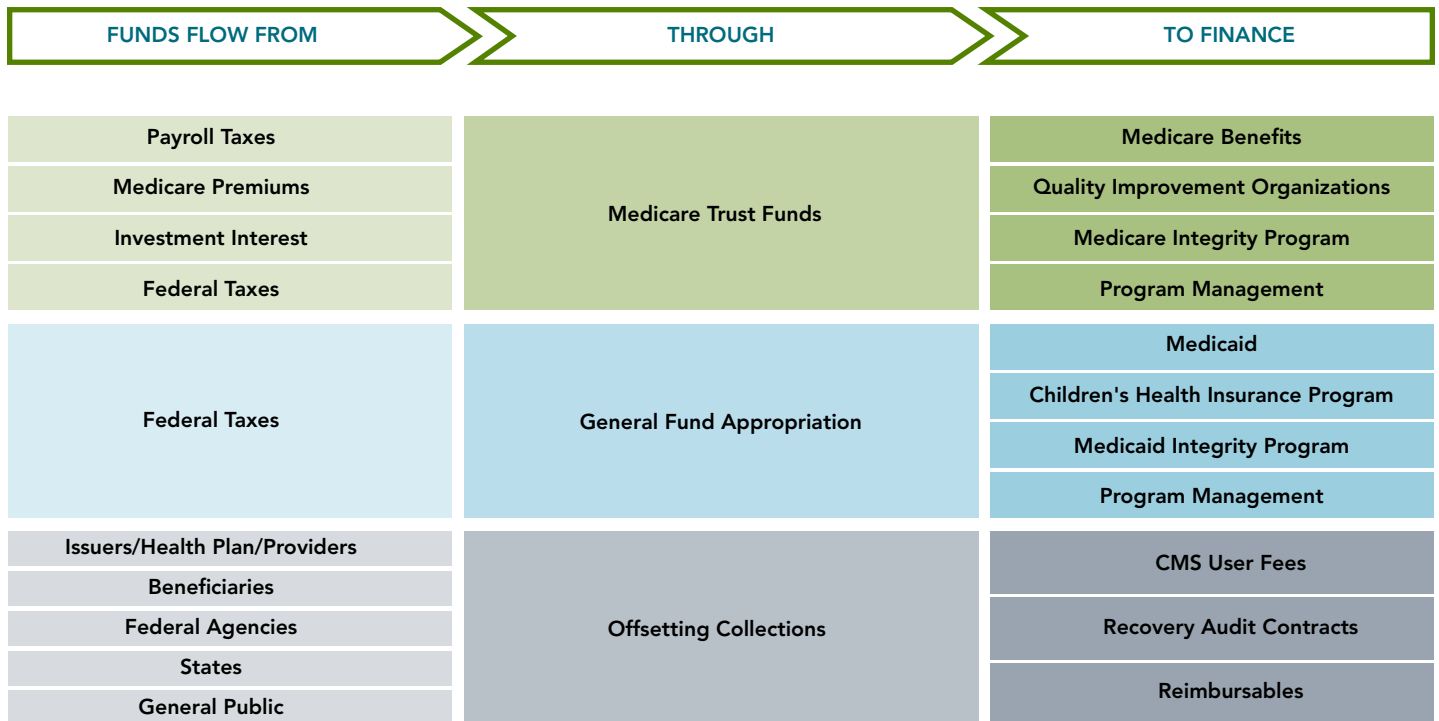 FUNDS FLOW FROM
THROUGH
TO FINANCE
Payroll Taxes
Medicare Premiums
Investment Interest
Federal Taxes
Medicare Trust Funds
Medicare Benefits
Quality Improvement Organizations
Medicare Integrity Program
Program Management
Federal Taxes
General Fund Appropriation
Medicaid
Children's Health Insurance Program
Medicaid Integrity Program
Program Management
Issuers/Health Plan/Providers
Beneficiaries
Federal Agencies
States
General Public
Offsetting Collections
CMS User Fees
Recovery Audit Contracts
Reimbursables